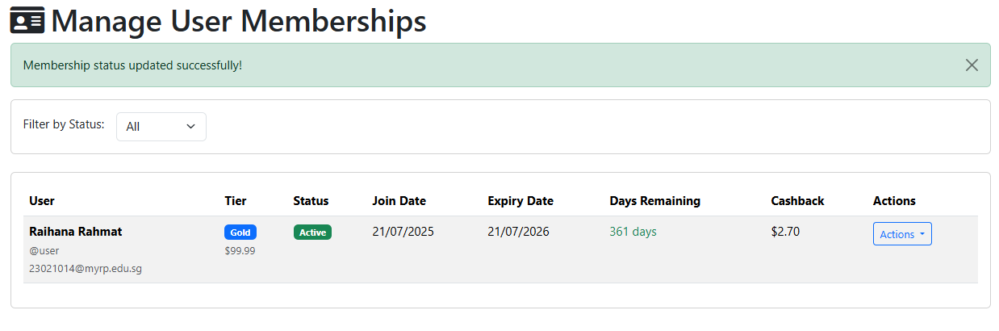 Manage User Memberships
Membership status updated successfully!
Filter by Status: All
User Tier Status Join Date Expiry Date Days Remaining Cashback Actions
Raihana Rahmat Gold Active 21/07/2025 21/07/2026 361 days $2.70 Actions
@user $99.99
23021014@myrp.edu.sg